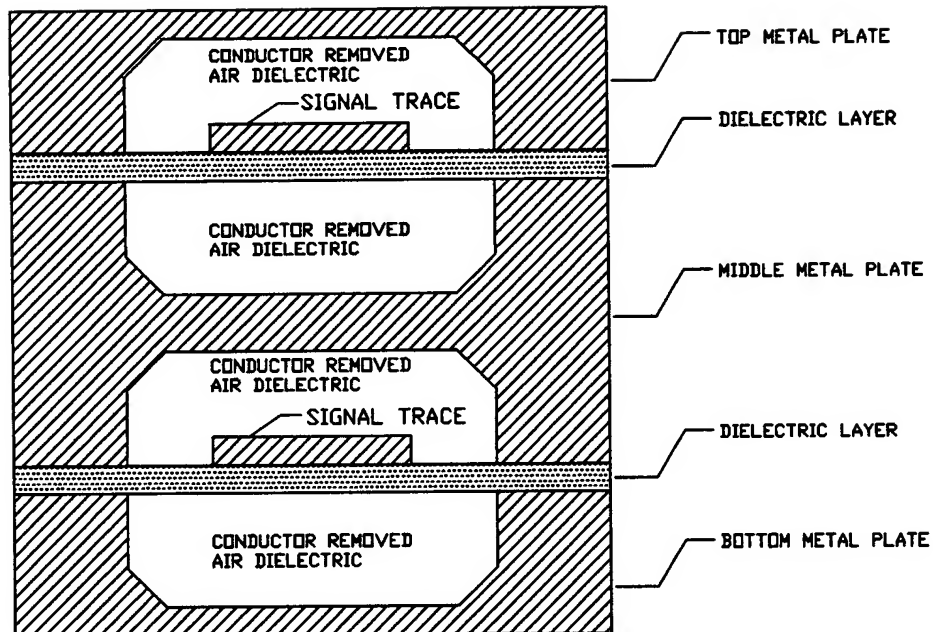 CONDUCTOR REMOVED
AIR DIELECTRIC
SIGNAL TRACE
TOP METAL PLATE
DIELECTRIC LAYER
CONDUCTOR REMOVED
AIR DIELECTRIC
MIDDLE METAL PLATE
CONDUCTOR REMOVED
AIR DIELECTRIC
SIGNAL TRACE
DIELECTRIC LAYER
CONDUCTOR REMOVED
AIR DIELECTRIC
BOTTOM METAL PLATE